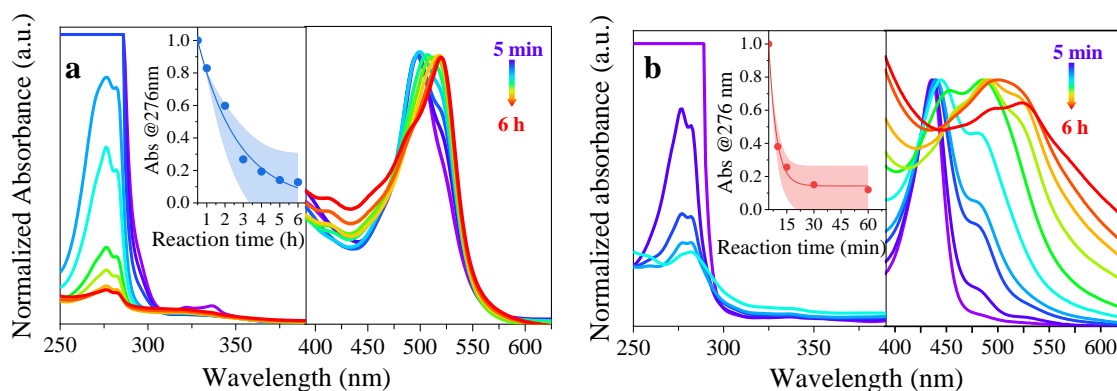 a
Normalized Absorbance (a.u.)
1.0
0.8
0.6
0.4
0.2
0.0
Abs @276nm
1 2 3 4 5 6
Reaction time (h)
5 min
6 h
250 300 350 400 450 500 550 600
Wavelength (nm)
b
Normalized absorbance (a.u.)
1.0
0.8
0.6
0.4
0.2
0.0
Abs @276 nm
15 30 45 60
Reaction time (min)
5 min
6 h
250 300 350 400 450 500 550 600
Wavelength (nm)